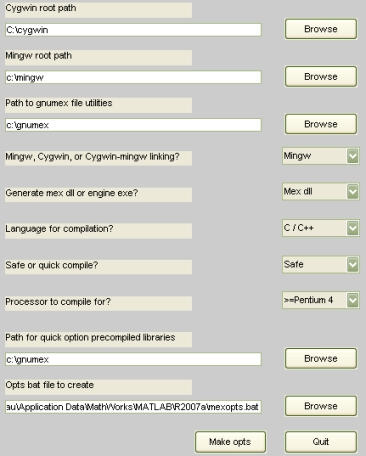 Cygwin root path
C:\cygwin Browse
Mingw root path
c:\mingw Browse
Path to gnumex file utilities
c:\gnumex Browse
Mingw, Cygwin, or Cygwin-mingw linking? Mingw
Generate mex dll or engine exe? Mex dll
Language for compilation? C / C++
Safe or quick compile? Safe
Processor to compile for? >=Pentium 4
Path for quick option precompiled libraries
c:\gnumex Browse
Opts bat file to create
au\Application Data\MathWorks\MATLAB\R2007a\mexopts.bat Browse
Make opts Quit